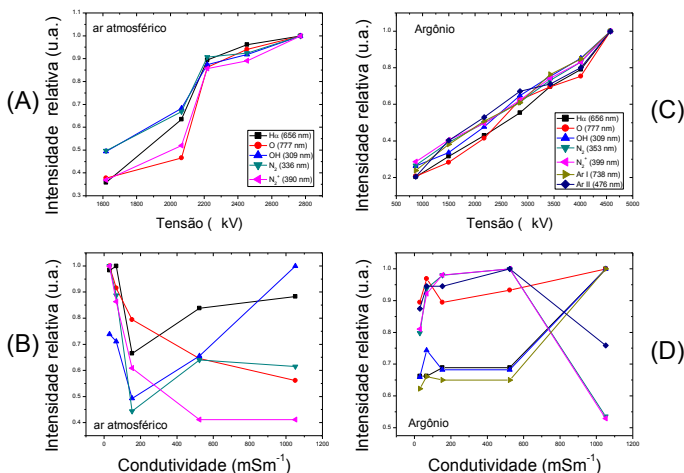 (A)
Intensidade relativa (u.a.)
1.0
0.9
0.8
0.7
0.6
0.5
0.4
0.3
ar atmosférico
Hα (656 nm)
O (777 nm)
OH (309 nm)
N₂ (336 nm)
N₂⁺ (390 nm)
1600 1800 2000 2200 2400 2600 2800
Tensão ( kV)
(C)
Intensidade relativa (u.a.)
1.0
0.8
0.6
0.4
0.2
Argônio
Hα (656 nm)
O (777 nm)
OH (309 nm)
N₂ (353 nm)
N₂⁺ (399 nm)
Ar I (738 nm)
Ar II (476 nm)
1000 1500 2000 2500 3000 3500 4000 4500 5000
Tensão ( kV)
(B)
Intensidade relativa (u.a.)
1.0
0.9
0.8
0.7
0.6
0.5
0.4
ar atmosférico
0 200 400 600 800 1000 1200
Condutividade (mSm⁻¹)
(D)
Intensidade relativa (u.a.)
1.0
0.9
0.8
0.7
0.6
0.5
Argônio
0 200 400 600 800 1000 1200
Condutividade (mSm⁻¹)